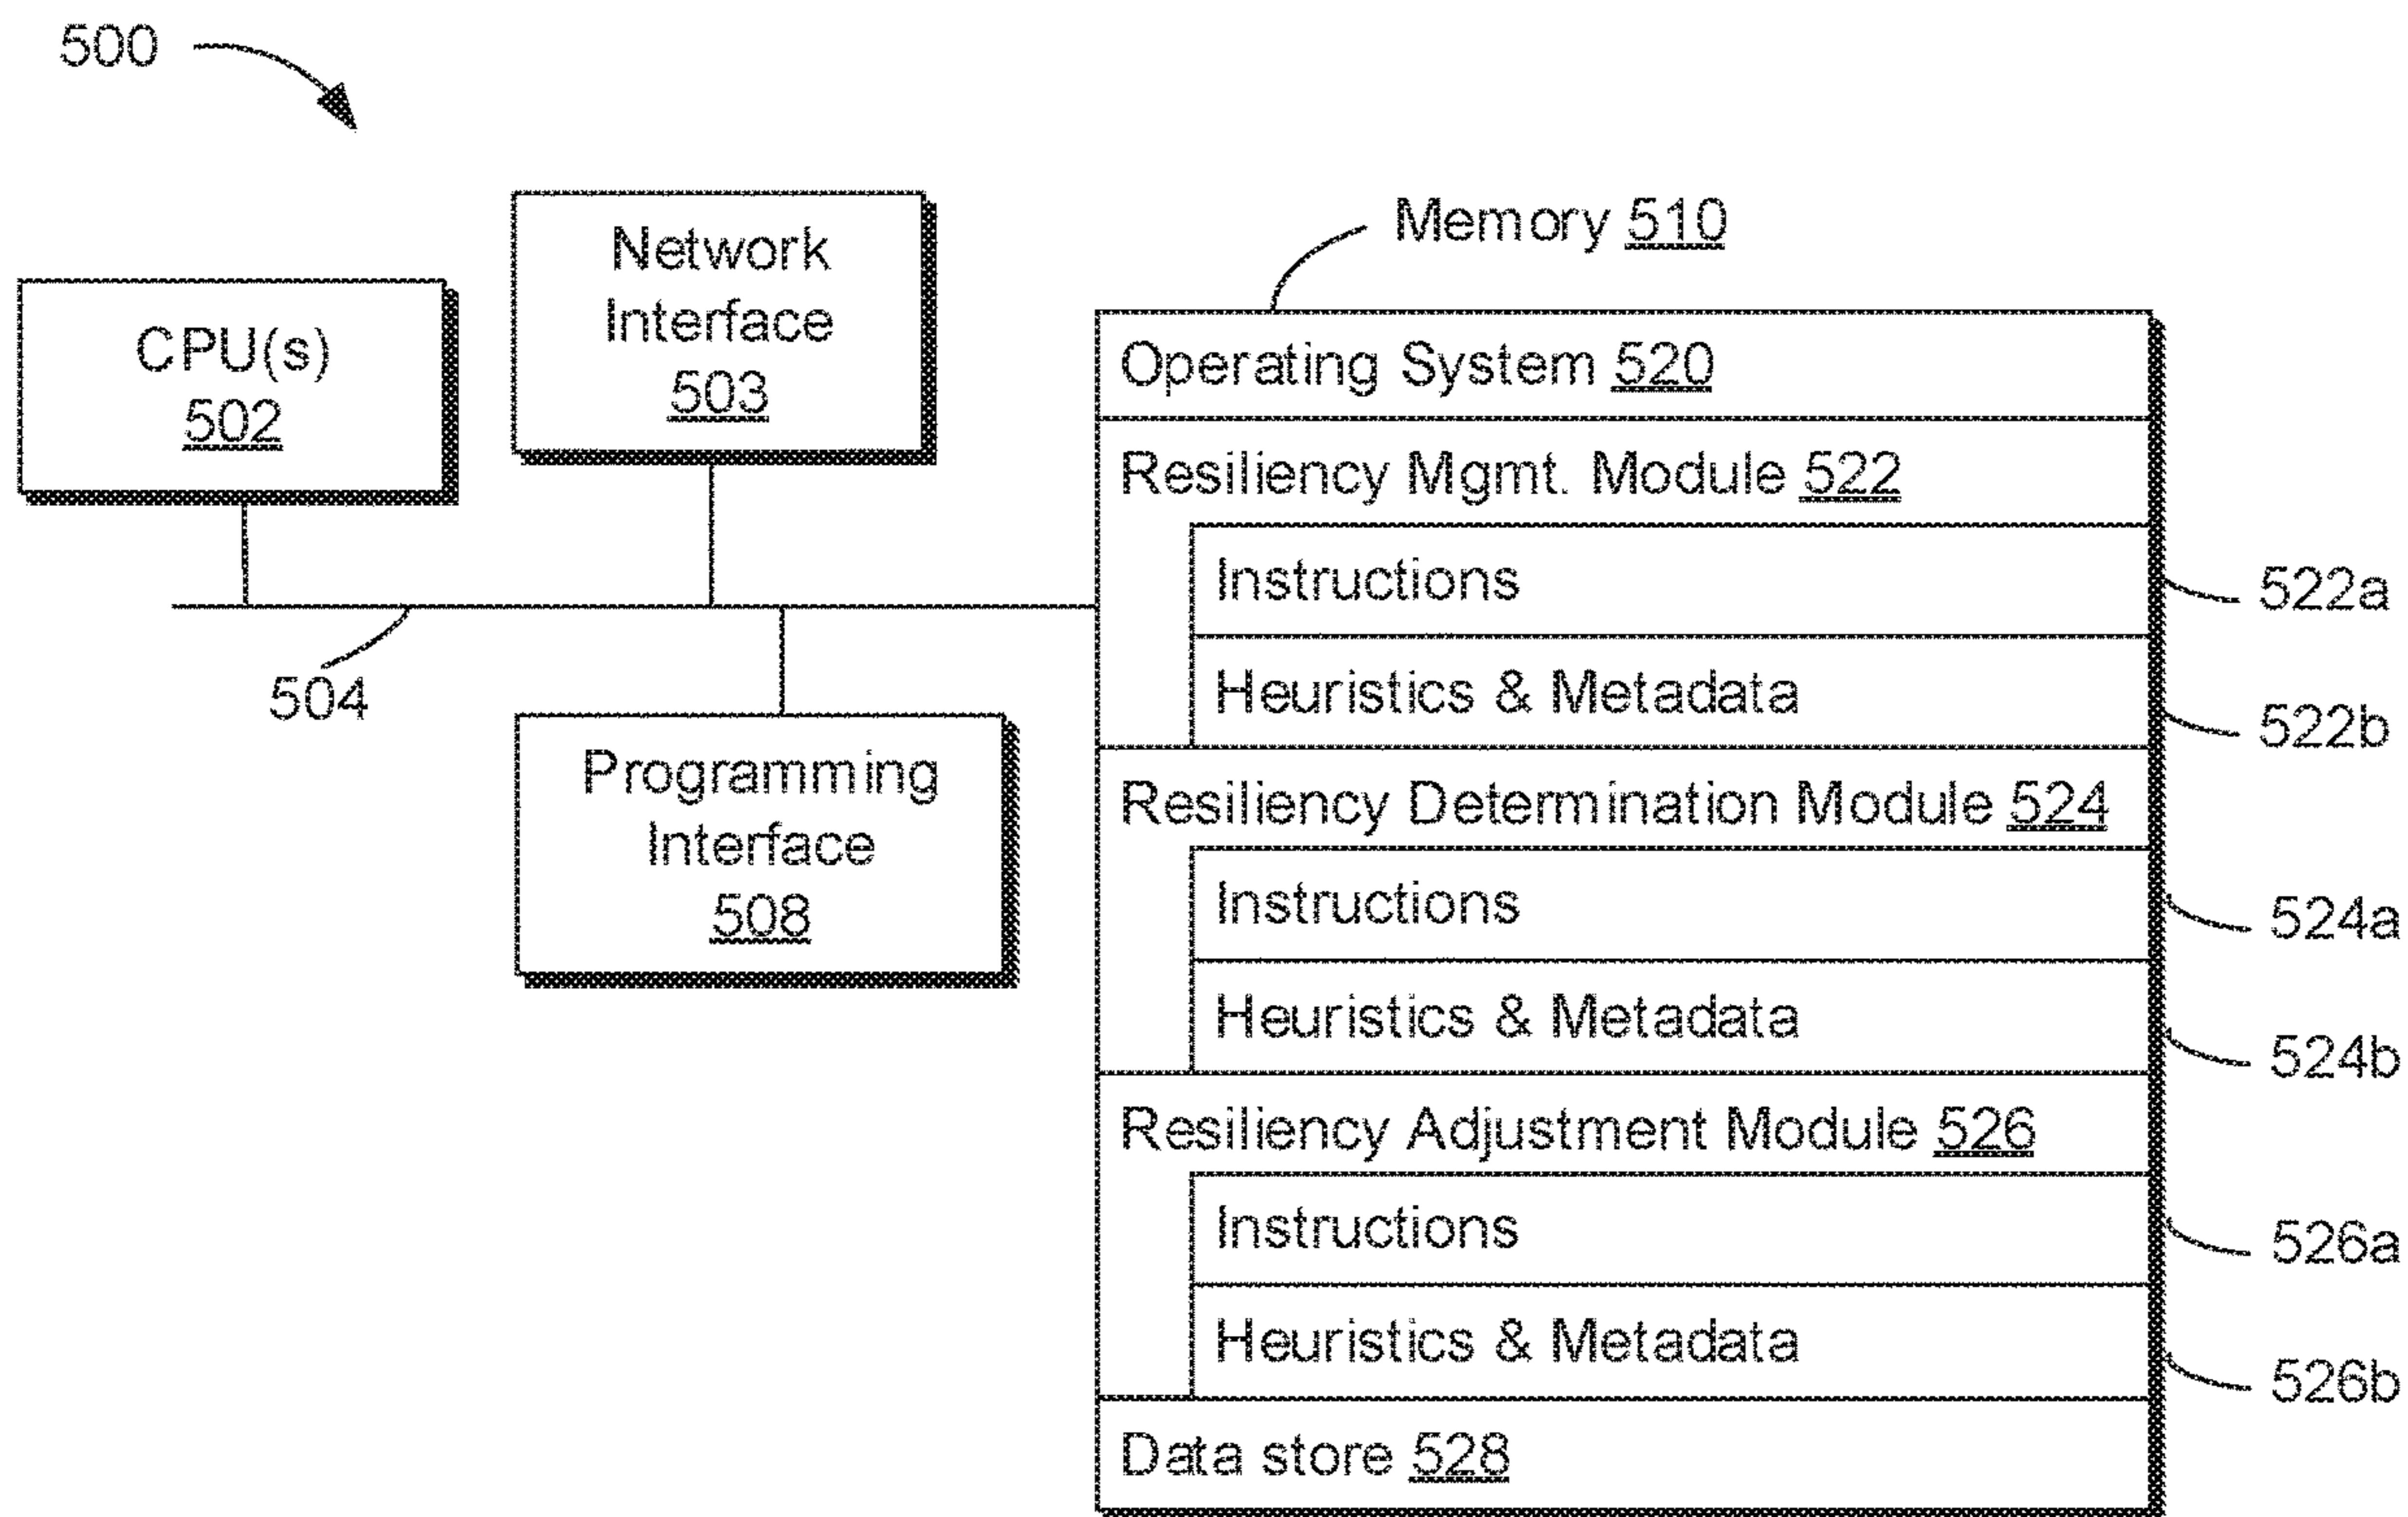 500
CPU(s)
502
Network
Interface
503
504
Programming
Interface
508
Memory 510
Operating System 520
Resiliency Mgmt. Module 522
Instructions
522a
Heuristics & Metadata
522b
Resiliency Determination Module 524
Instructions
524a
Heuristics & Metadata
524b
Resiliency Adjustment Module 526
Instructions
526a
Heuristics & Metadata
526b
Data store 528